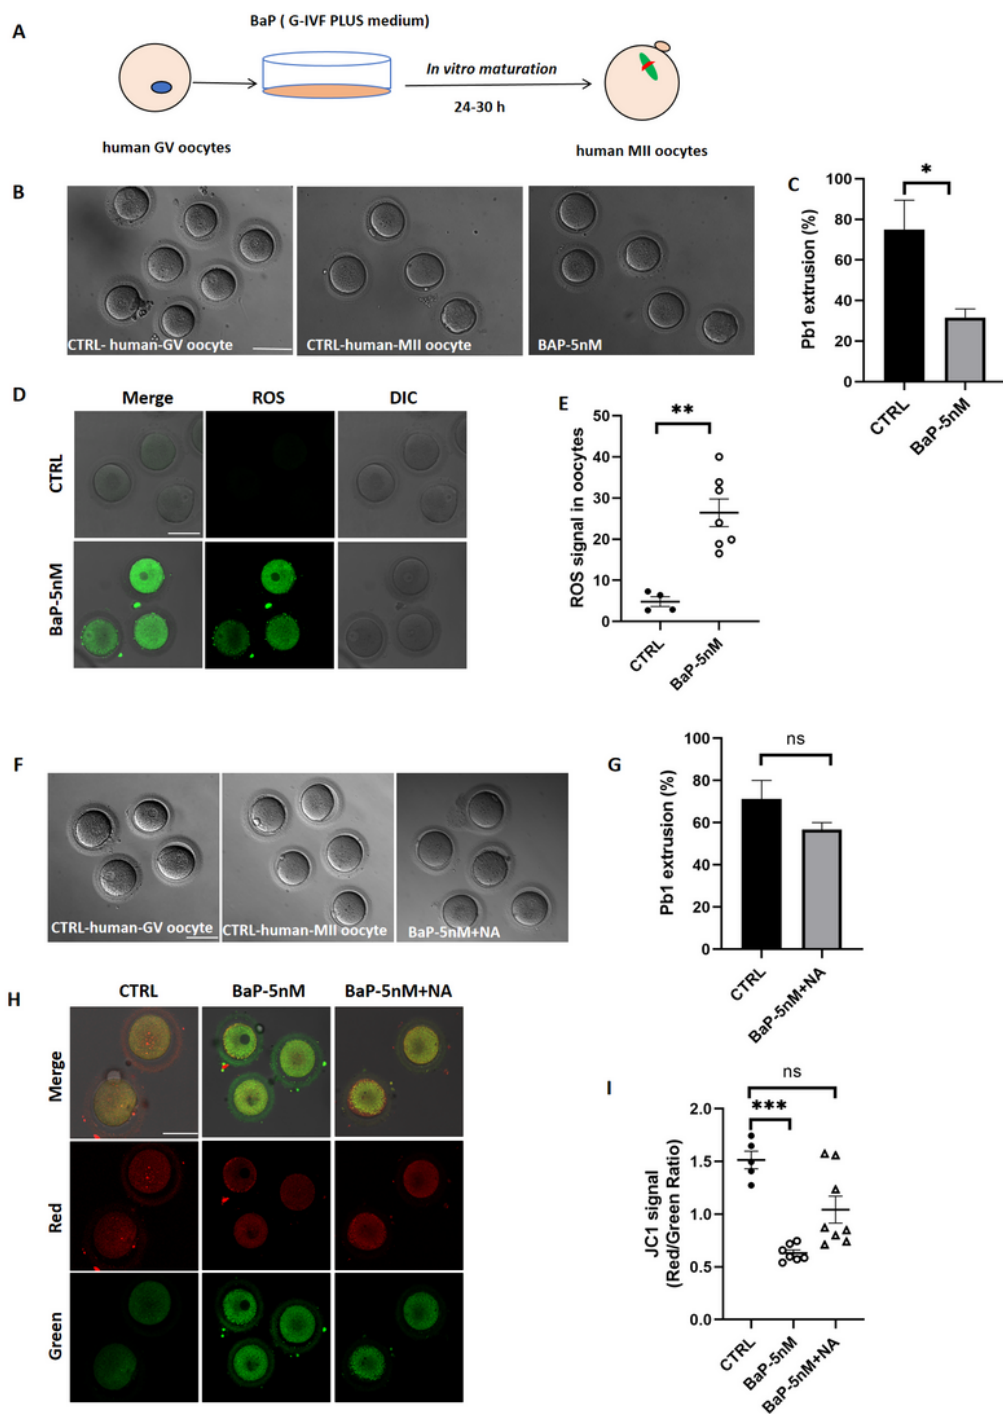 A
BaP ( G-IVF PLUS medium)
In vitro maturation
24-30 h
human GV oocytes
human MII oocytes
B
CTRL- human-GV oocyte
CTRL-human-MII oocyte
BAP-5nM
C
*
Pb1 extrusion (%)
100
80
60
40
20
0
CTRL
BaP-5nM
D
Merge
ROS
DIC
CTRL
BaP-5nM
E
**
ROS signal in oocytes
50
40
30
20
10
0
CTRL
BaP-5nM
F
CTRL-human-GV oocyte
CTRL-human-MII oocyte
BaP-5nM+NA
G
ns
Pb1 extrusion (%)
100
80
60
40
20
0
CTRL
BaP-5nM+NA
H
CTRL
BaP-5nM
BaP-5nM+NA
Merge
Red
Green
I
ns
***
JC1 signal
(Red/Green Ratio)
2.0
1.5
1.0
0.5
0.0
CTRL
BaP-5nM
BaP-5nM+NA